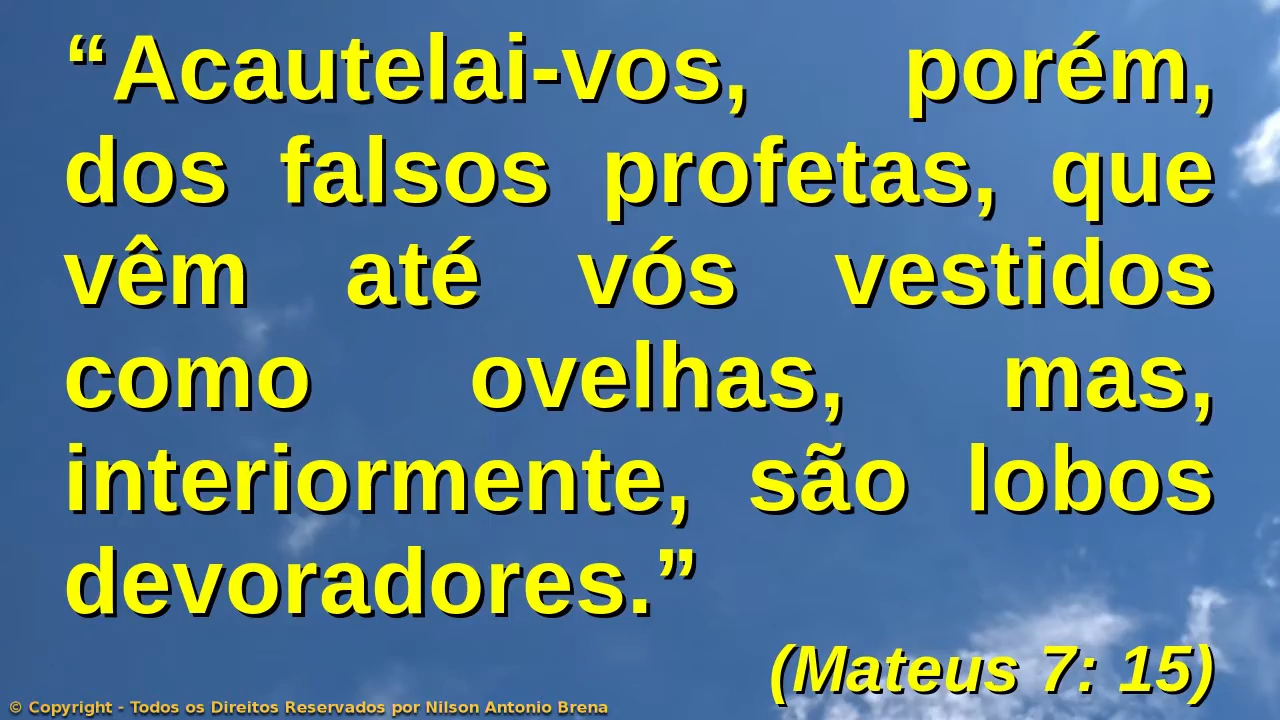 “Acautelai-vos, porém,
dos falsos profetas, que
vêm até vós vestidos
como ovelhas, mas,
interiormente, são lobos
devoradores.”
(Mateus 7: 15)
© Copyright - Todos os Direitos Reservados por Nilson Antonio Brena